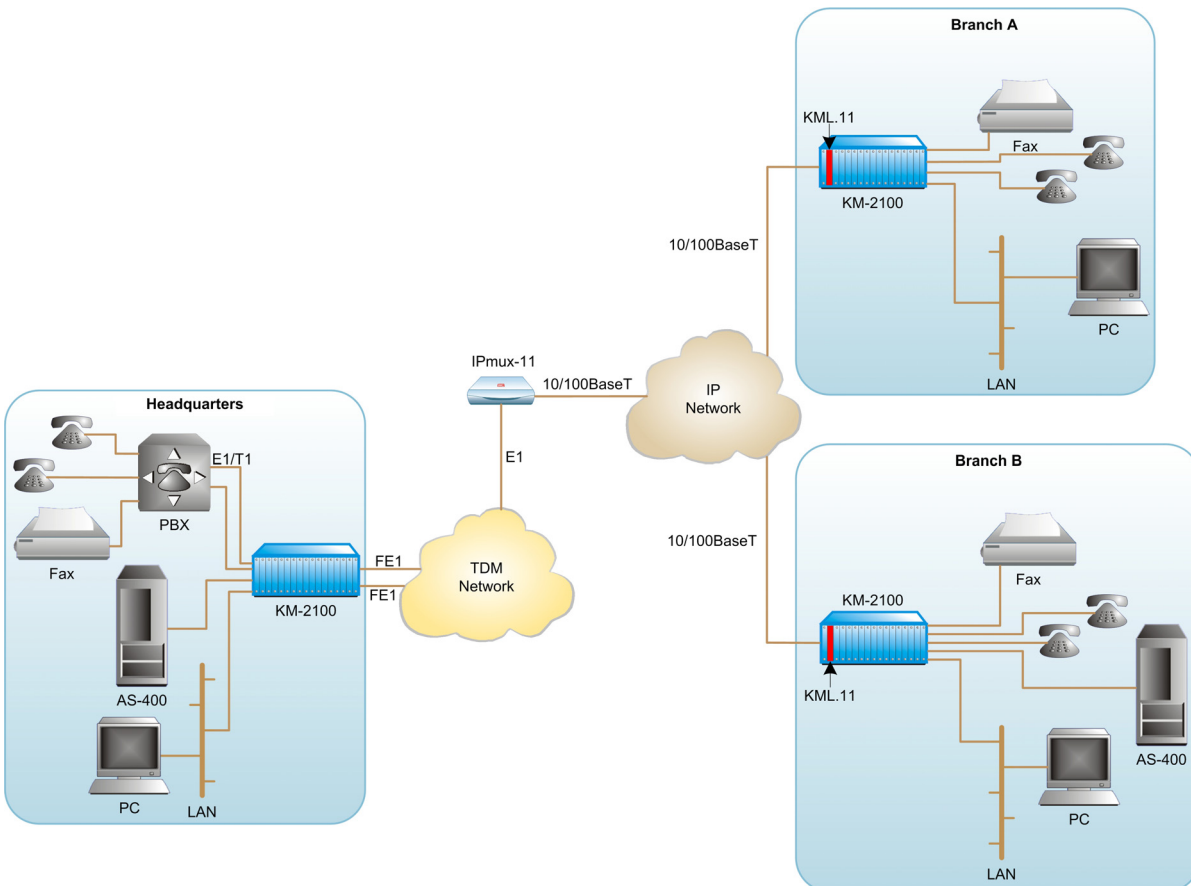 Branch A
KML.11
Fax
KM-2100
10/100BaseT
PC
LAN
IPmux-11
10/100BaseT
IP
Network
E1
Headquarters
E1/T1
PBX
Fax
KM-2100
FE1
FE1
TDM
Network
AS-400
PC
LAN
10/100BaseT
Branch B
Fax
KM-2100
KML.11
AS-400
PC
LAN